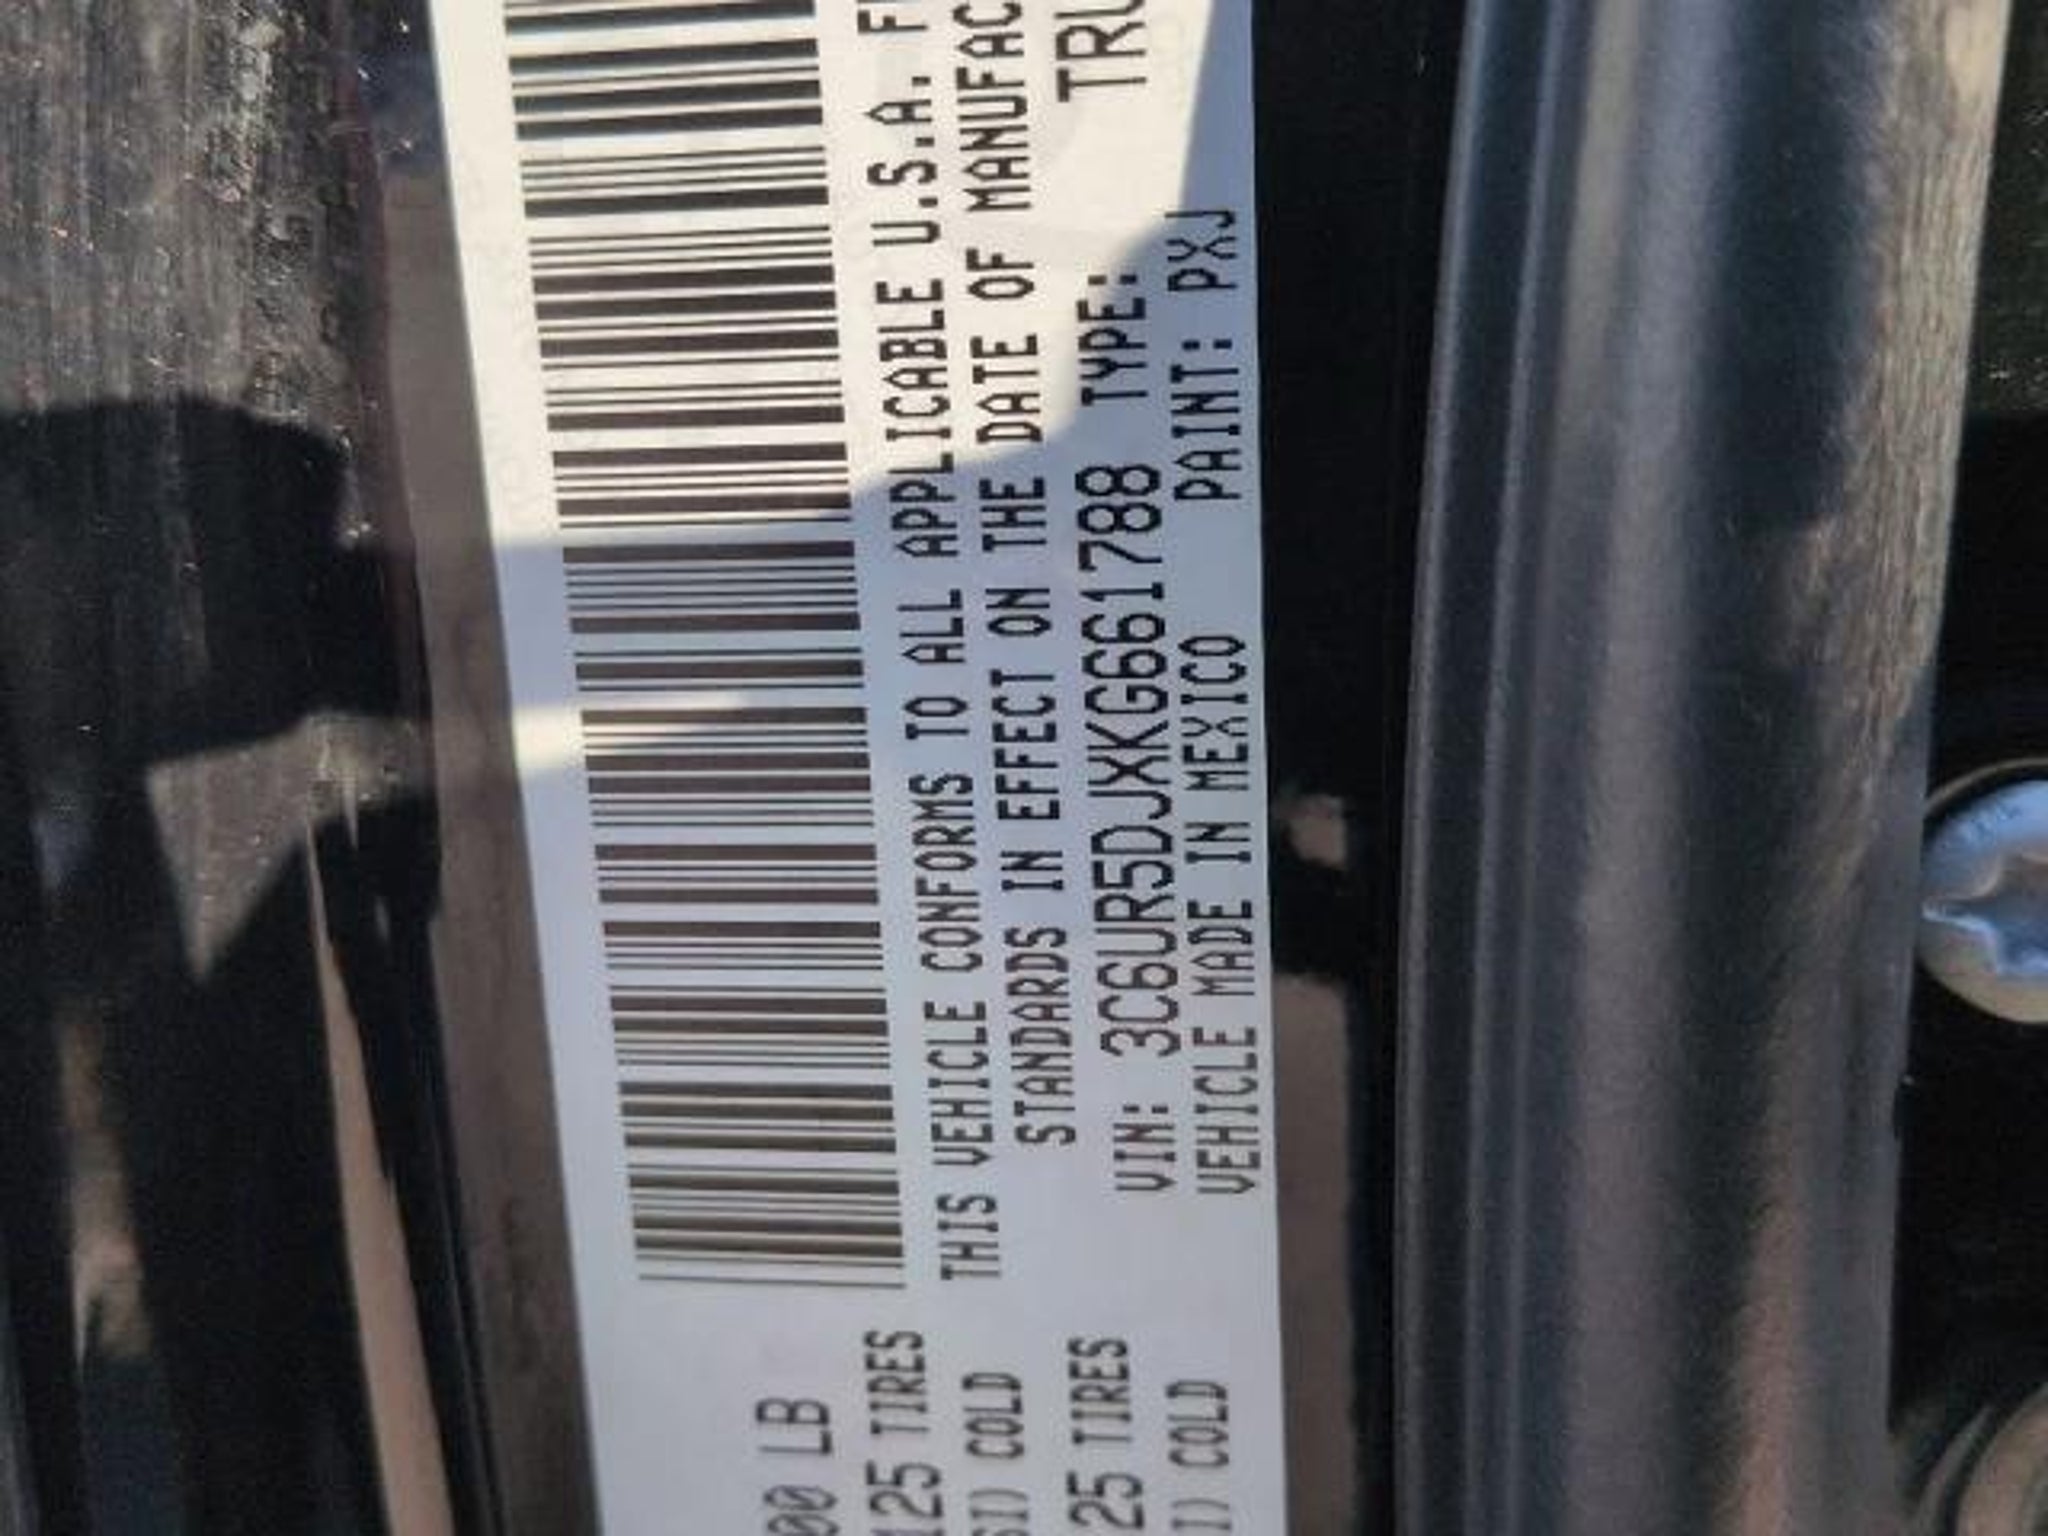 00 LB
125 TIRES
SI) COLD
25 TIRES
I) COLD
THIS VEHICLE CONFORMS TO ALL APPLICABLE U.S.A. F
STANDARDS IN EFFECT ON THE DATE OF MANUFAC
VIN: 3C6UR5DJXKG661788 TYPE: TRU
VEHICLE MADE IN MEXICO PAINT: PXJ